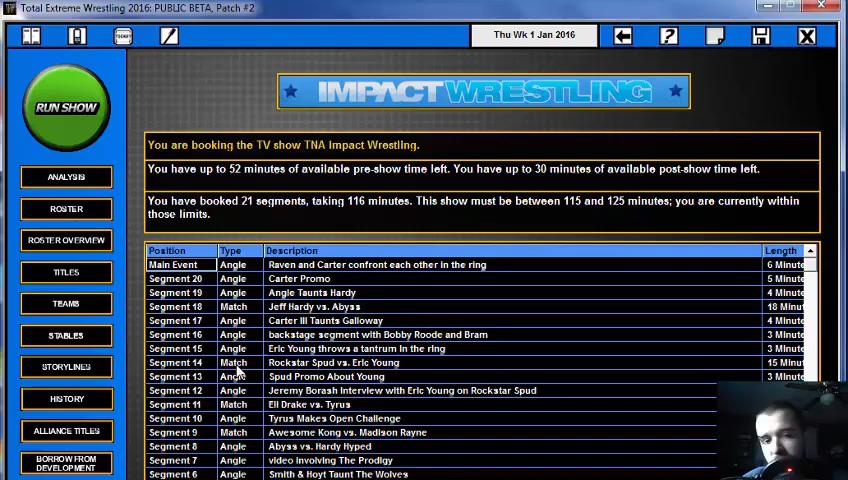 Total Extreme Wrestling 2016: PUBLIC BETA, Patch #2
Thu Wk 1 Jan 2016
RUN SHOW
IMPACT WRESTLING
You are booking the TV show TNA Impact Wrestling.
You have up to 52 minutes of available pre-show time left. You have up to 30 minutes of available post-show time left.
You have booked 21 segments, taking 116 minutes. This show must be between 115 and 125 minutes; you are currently within
those limits.
ANALYSIS
ROSTER
ROSTER OVERVIEW
TITLES
TEAMS
STABLES
STORYLINES
HISTORY
ALLIANCE TITLES
BORROW FROM
DEVELOPMENT
Position Type Description Length
Main Event Angle Raven and Carter confront each other in the ring 6 Minute
Segment 20 Angle Carter Promo 5 Minute
Segment 19 Angle Angle Taunts Hardy 4 Minute
Segment 18 Match Jeff Hardy vs. Abyss 18 Minut
Segment 17 Angle Carter III Taunts Galloway 4 Minute
Segment 16 Angle backstage segment with Bobby Roode and Bram 3 Minute
Segment 15 Angle Eric Young throws a tantrum in the ring 3 Minute
Segment 14 Match Rockstar Spud vs. Eric Young 15 Minut
Segment 13 Angle Spud Promo About Young 3 Minute
Segment 12 Angle Jeremy Borash Interview with Eric Young on Rockstar Spud
Segment 11 Match Eli Drake vs. Tyrus
Segment 10 Angle Tyrus Makes Open Challenge
Segment 9 Match Awesome Kong vs. Madison Rayne
Segment 8 Angle Abyss vs. Hardy Hyped
Segment 7 Angle video involving The Prodigy
Segment 6 Angle Smith & Hoyt Taunt The Wolves